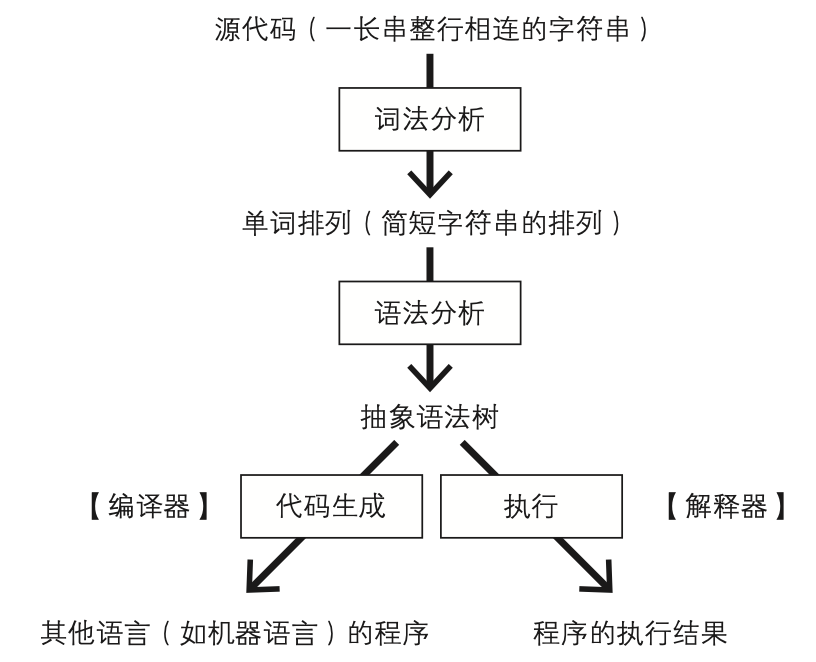 源代码（一长串整行相连的字符串）
词法分析
单词排列（简短字符串的排列）
语法分析
抽象语法树
【编译器】 代码生成 执行 【解释器】
其他语言（如机器语言）的程序 程序的执行结果